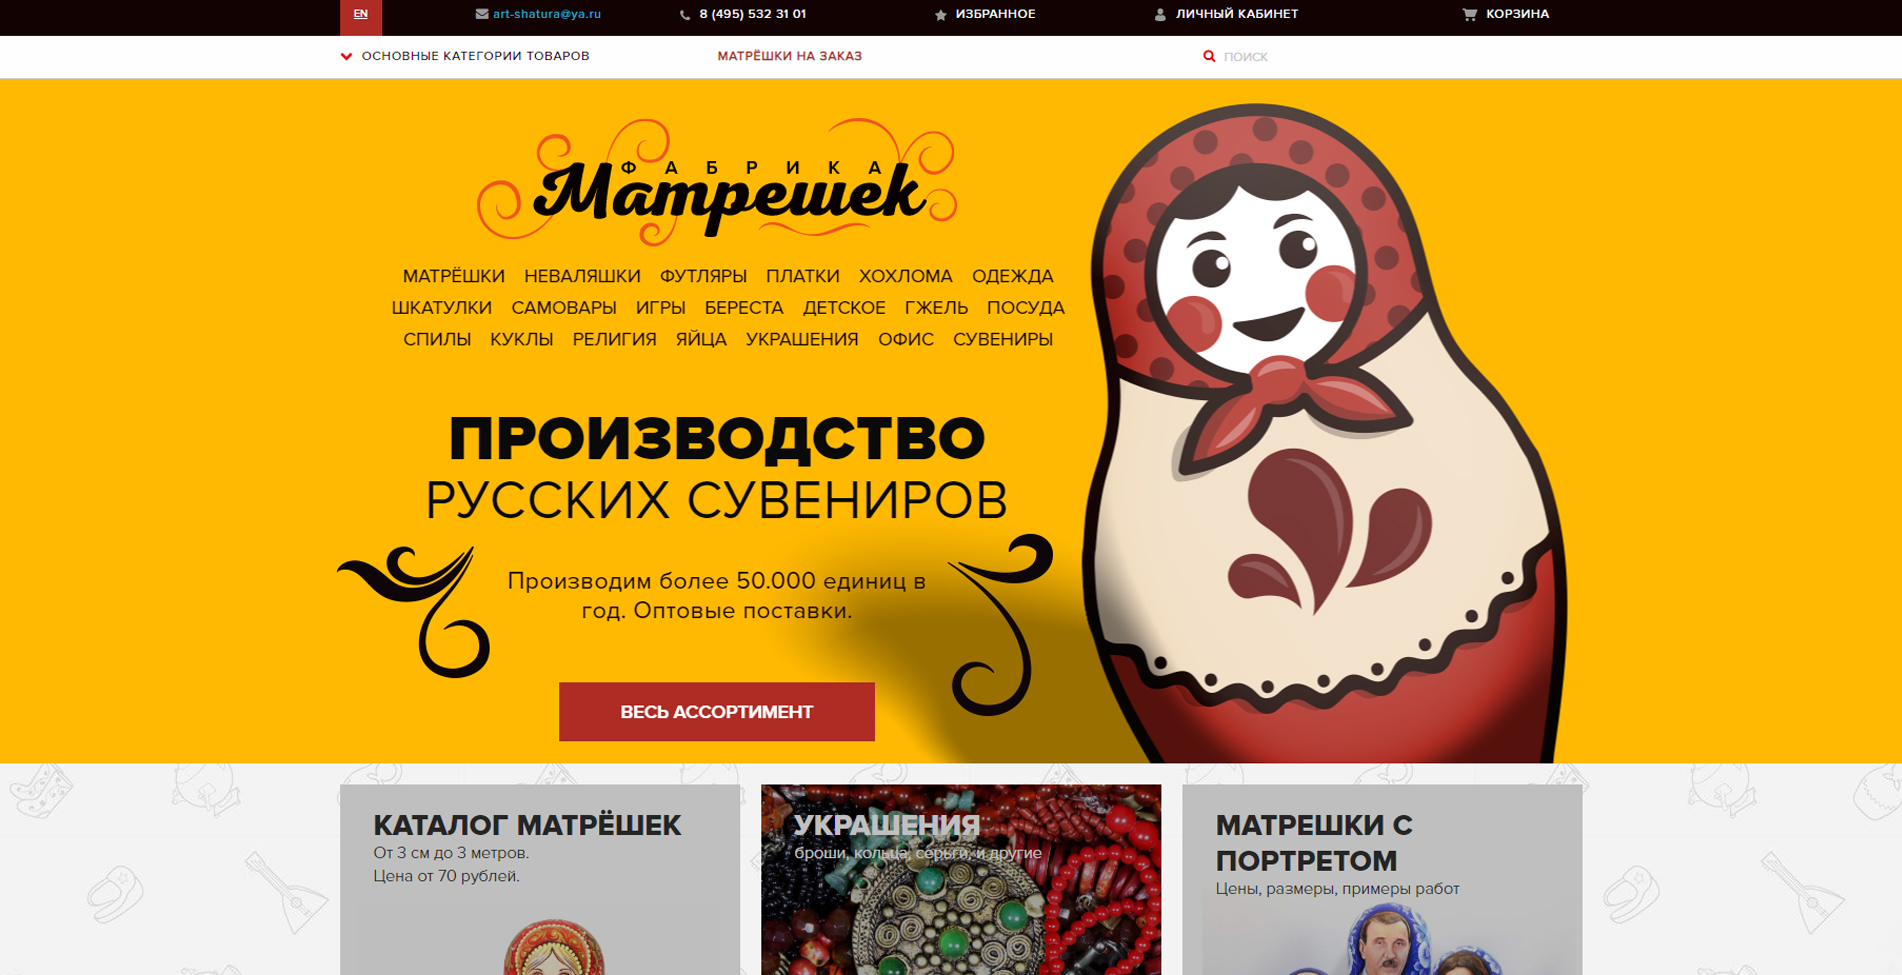 EN
art-shatura@ya.ru
8 (495) 532 31 01
ИЗБРАННОЕ
ЛИЧНЫЙ КАБИНЕТ
КОРЗИНА
ОСНОВНЫЕ КАТЕГОРИИ ТОВАРОВ
МАТРЁШКИ НА ЗАКАЗ
ПОИСК
ФАБРИКА
Матрешек
МАТРЁШКИ НЕВАЛЯШКИ ФУТЛЯРЫ ПЛАТКИ ХОХЛОМА ОДЕЖДА
ШКАТУЛКИ САМОВАРЫ ИГРЫ БЕРЕСТА ДЕТСКОЕ ГЖЕЛЬ ПОСУДА
СПИЛЫ КУКЛЫ РЕЛИГИЯ ЯЙЦА УКРАШЕНИЯ ОФИС СУВЕНИРЫ
ПРОИЗВОДСТВО
РУССКИХ СУВЕНИРОВ
Производим более 50.000 единиц в
год. Оптовые поставки.
ВЕСЬ АССОРТИМЕНТ
КАТАЛОГ МАТРЁШЕК
От 3 см до 3 метров.
Цена от 70 рублей.
УКРАШЕНИЯ
броши, кольца, серьги, и другие
МАТРЕШКИ С
ПОРТРЕТОМ
Цены, размеры, примеры работ